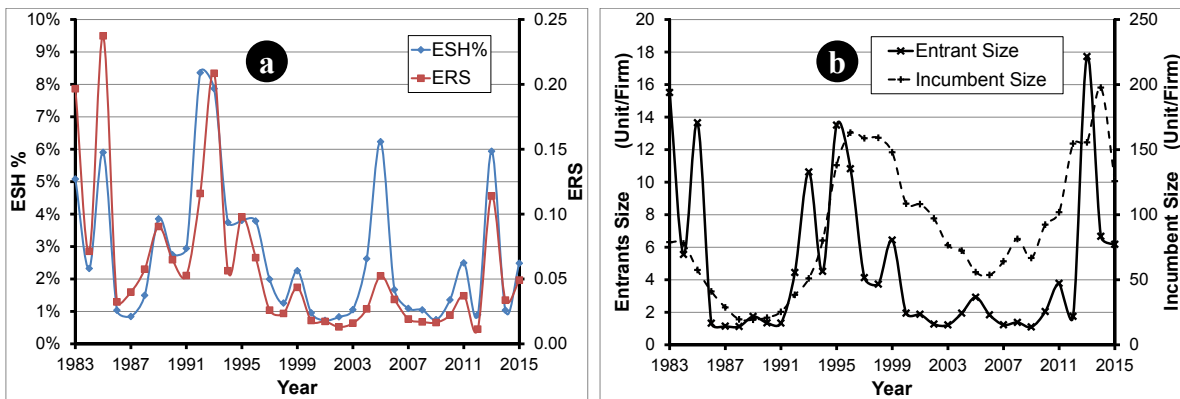 10%
9%
8%
7%
6%
5%
4%
3%
2%
1%
0%
ESH %
a
ESH%
ERS
0.25
0.20
0.15
0.10
0.05
0.00
ERS
1983 1987 1991 1995 1999 2003 2007 2011 2015
Year
20
18
16
14
12
10
8
6
4
2
0
Entrants Size (Unit/Firm)
b
Entrant Size
Incumbent Size
250
200
150
100
50
0
Incumbent Size (Unit/Firm)
1983 1987 1991 1995 1999 2003 2007 2011 2015
Year